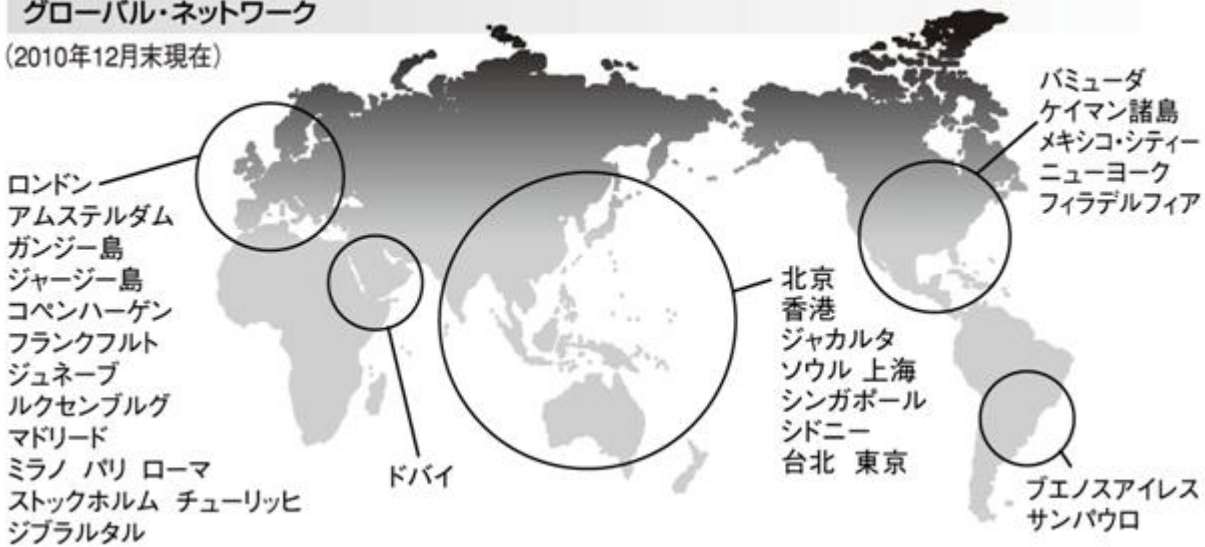 グローバル・ネットワーク
(2010年12月末現在)
ロンドン
アムステルダム
ガンジー島
ジャージー島
コペンハーゲン
フランクフルト
ジュネーブ
ルクセンブルグ
マドリード
ミラノ パリ ローマ
ストックホルム チューリッヒ
ジブラルタル
ドバイ
北京
香港
ジャカルタ
ソウル 上海
シンガポール
シドニー
台北 東京
バミューダ
ケイマン諸島
メキシコ・シティー
ニューヨーク
フィラデルフィア
ブエノスアイレス
サンパウロ